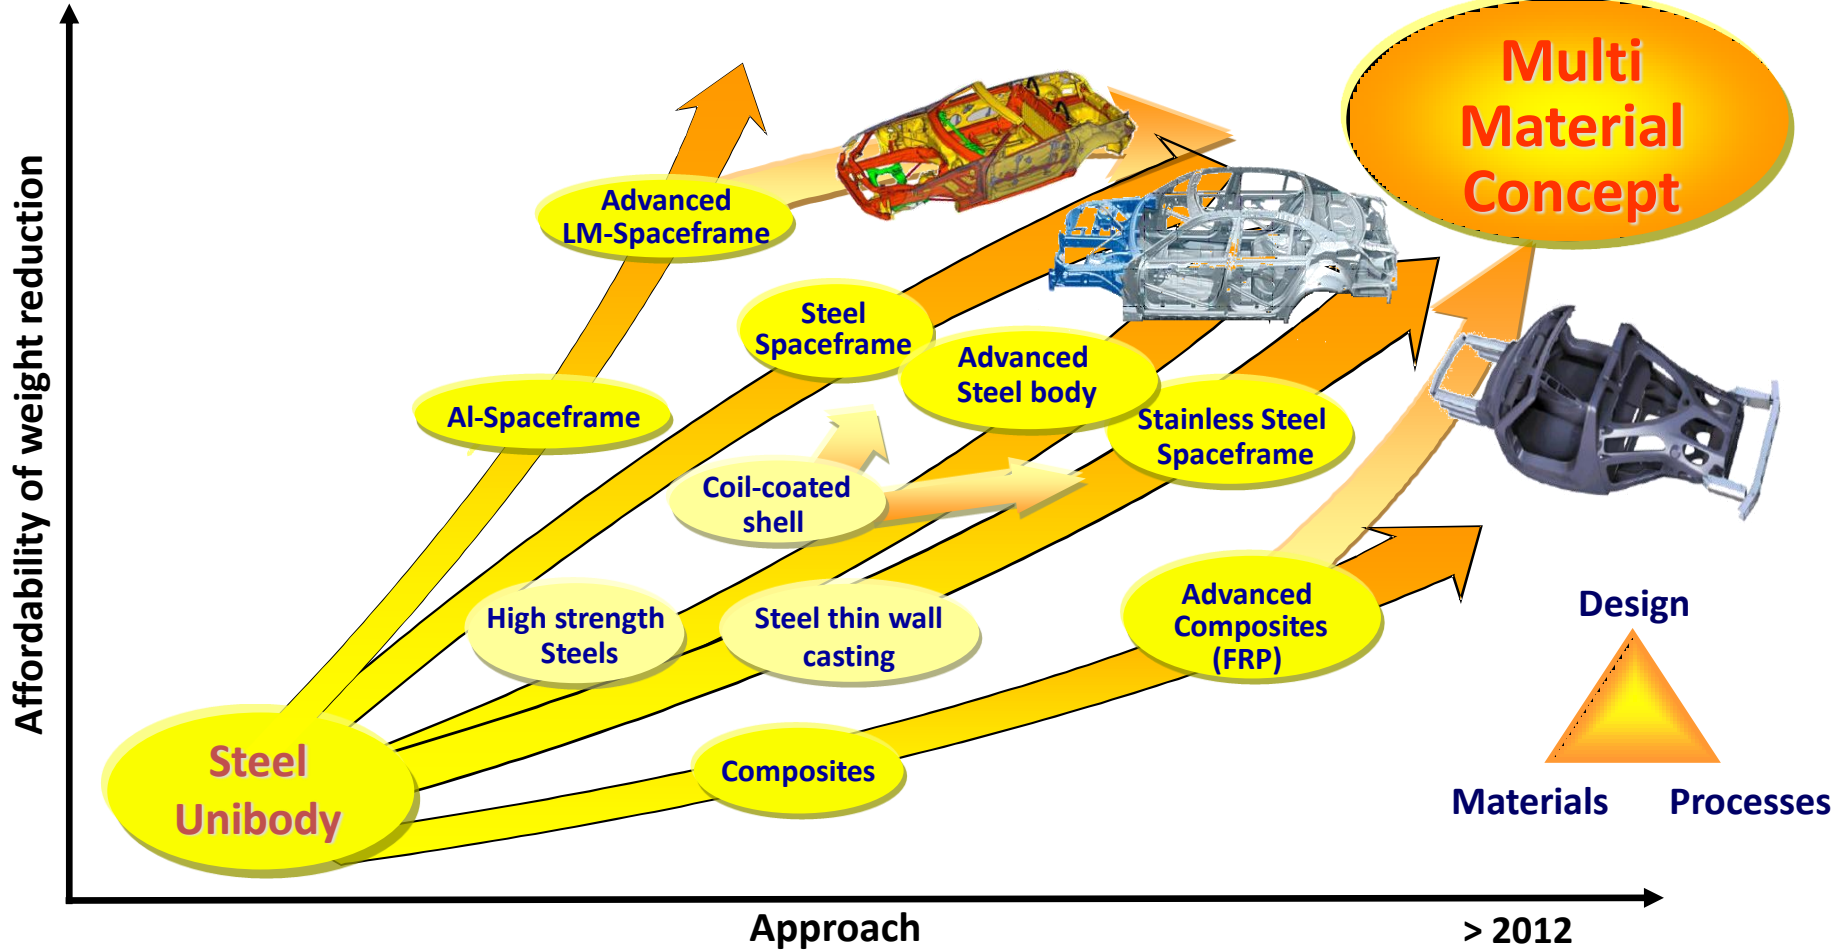 Affordability of weight reduction
Multi
Material
Concept
Advanced
LM-Spaceframe
Steel
Spaceframe
Advanced
Steel body
Al-Spaceframe
Stainless Steel
Spaceframe
Coil-coated
shell
High strength
Steels
Steel thin wall
casting
Advanced
Composites
(FRP)
Design
Materials
Processes
Steel
Unibody
Composites
Approach
> 2012